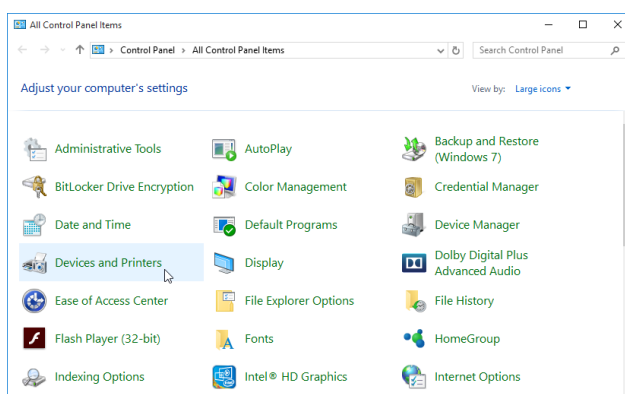 All Control Panel Items
Control Panel > All Control Panel Items
Search Control Panel
Adjust your computer's settings
View by: Large icons
Administrative Tools
AutoPlay
Backup and Restore
(Windows 7)
BitLocker Drive Encryption
Color Management
Credential Manager
Date and Time
Default Programs
Device Manager
Devices and Printers
Display
Dolby Digital Plus
Advanced Audio
Ease of Access Center
File Explorer Options
File History
Flash Player (32-bit)
Fonts
HomeGroup
Indexing Options
Intel® HD Graphics
Internet Options